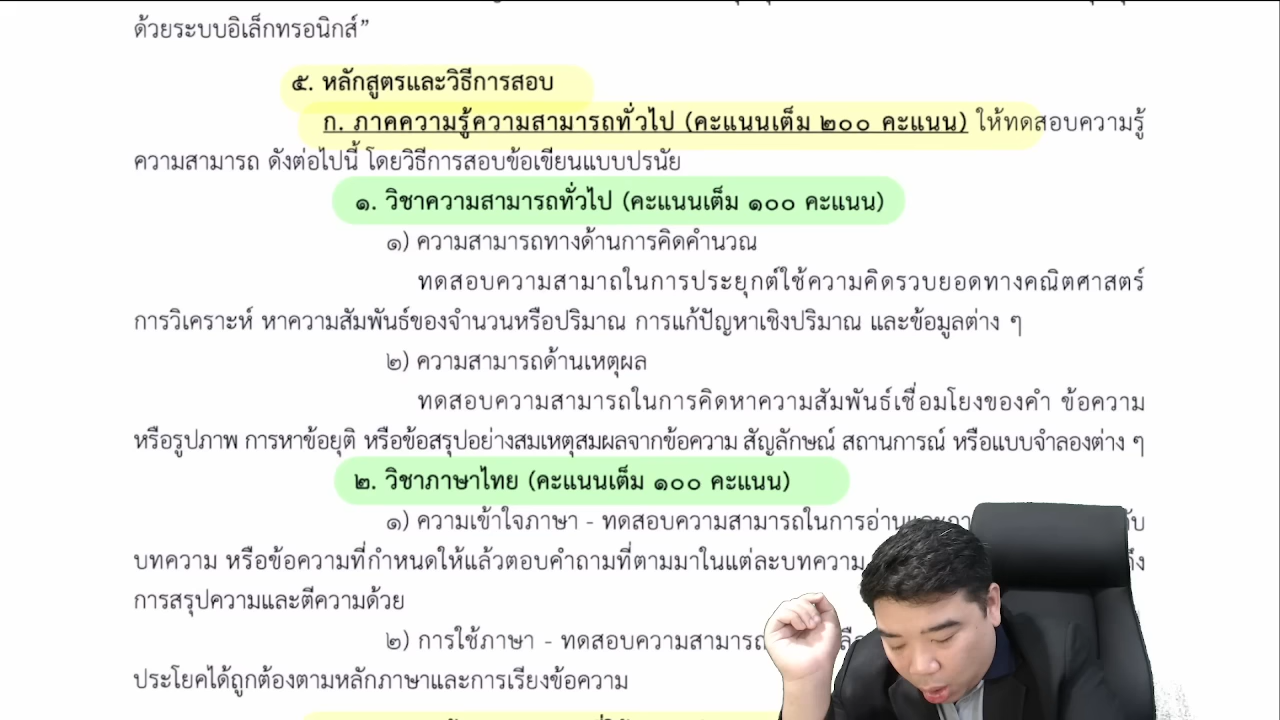 ด้วยระบบอิเล็กทรอนิกส์”
๕. หลักสูตรและวิธีการสอบ
ก. ภาคความรู้ความสามารถทั่วไป (คะแนนเต็ม ๒๐๐ คะแนน) ให้ทดสอบความรู้
ความสามารถ ดังต่อไปนี้ โดยวิธีการสอบข้อเขียนแบบปรนัย
๑. วิชาความสามารถทั่วไป (คะแนนเต็ม ๑๐๐ คะแนน)
๑) ความสามารถทางด้านการคิดคำนวณ
ทดสอบความสามาถในการประยุกต์ใช้ความคิดรวบยอดทางคณิตศาสตร์
การวิเคราะห์ หาความสัมพันธ์ของจำนวนหรือปริมาณ การแก้ปัญหาเชิงปริมาณ และข้อมูลต่าง ๆ
๒) ความสามารถด้านเหตุผล
ทดสอบความสามารถในการคิดหาความสัมพันธ์เชื่อมโยงของคำ ข้อความ
หรือรูปภาพ การหาข้อยุติ หรือข้อสรุปอย่างสมเหตุสมผลจากข้อความ สัญลักษณ์ สถานการณ์ หรือแบบจำลองต่าง ๆ
๒. วิชาภาษาไทย (คะแนนเต็ม ๑๐๐ คะแนน)
๑) ความเข้าใจภาษา - ทดสอบความสามารถในการอ่าน
บทความ หรือข้อความที่กำหนดให้แล้วตอบคำถามที่ตามมาในแต่ละบทความ
การสรุปความและตีความด้วย
๒) การใช้ภาษา - ทดสอบความสามารถ
ประโยคได้ถูกต้องตามหลักภาษาและการเรียงข้อความ